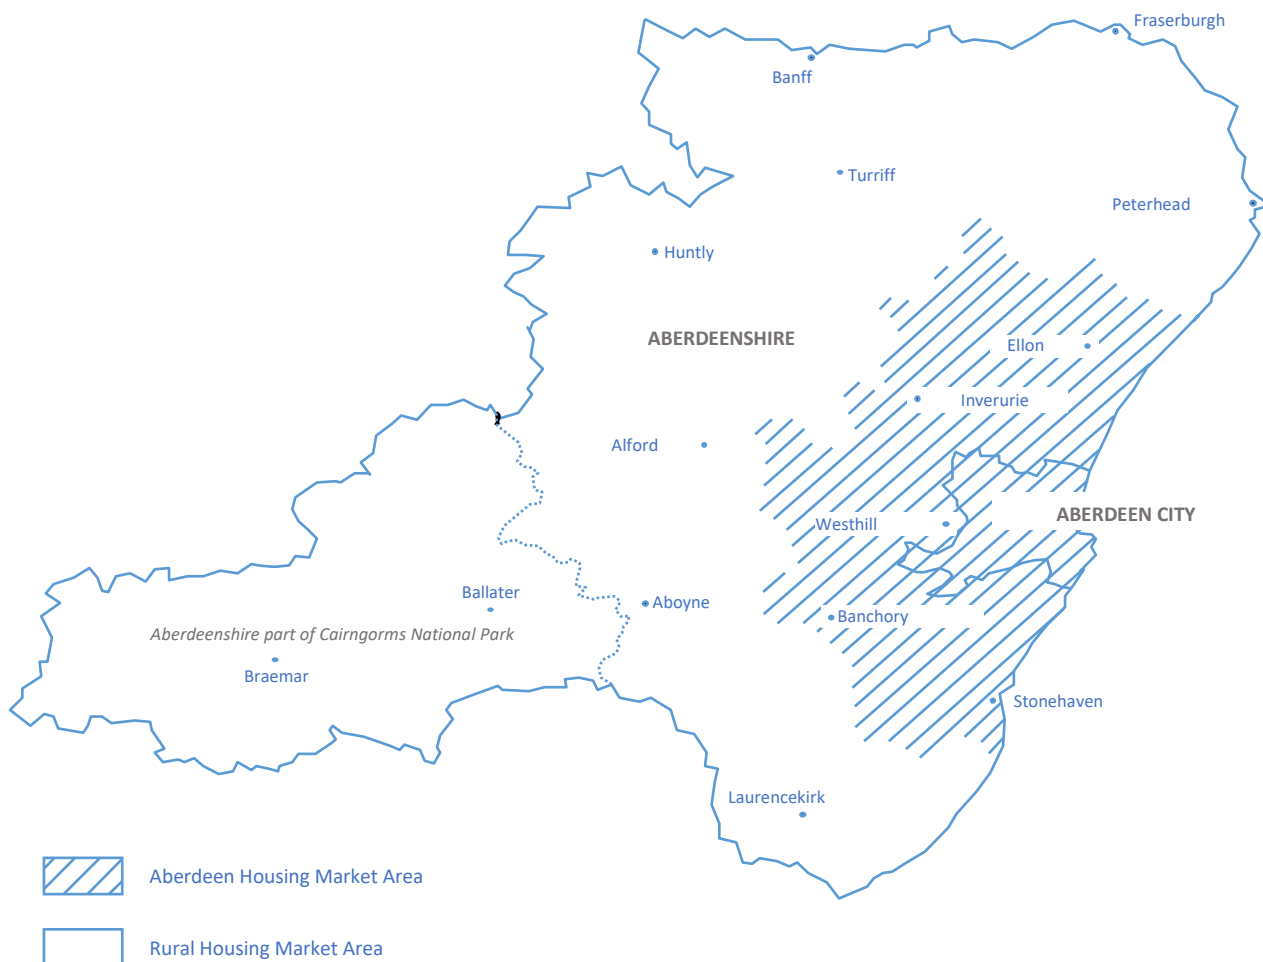 Fraserburgh
Banff
Turriff
Peterhead
Huntly
ABERDEENSHIRE
Ellon
Inverurie
Alford
ABERDEEN CITY
Westhill
Ballater
Aboyne
Banchory
Aberdeenshire part of Cairngorms National Park
Braemar
Stonehaven
Laurencekirk
Aberdeen Housing Market Area
Rural Housing Market Area